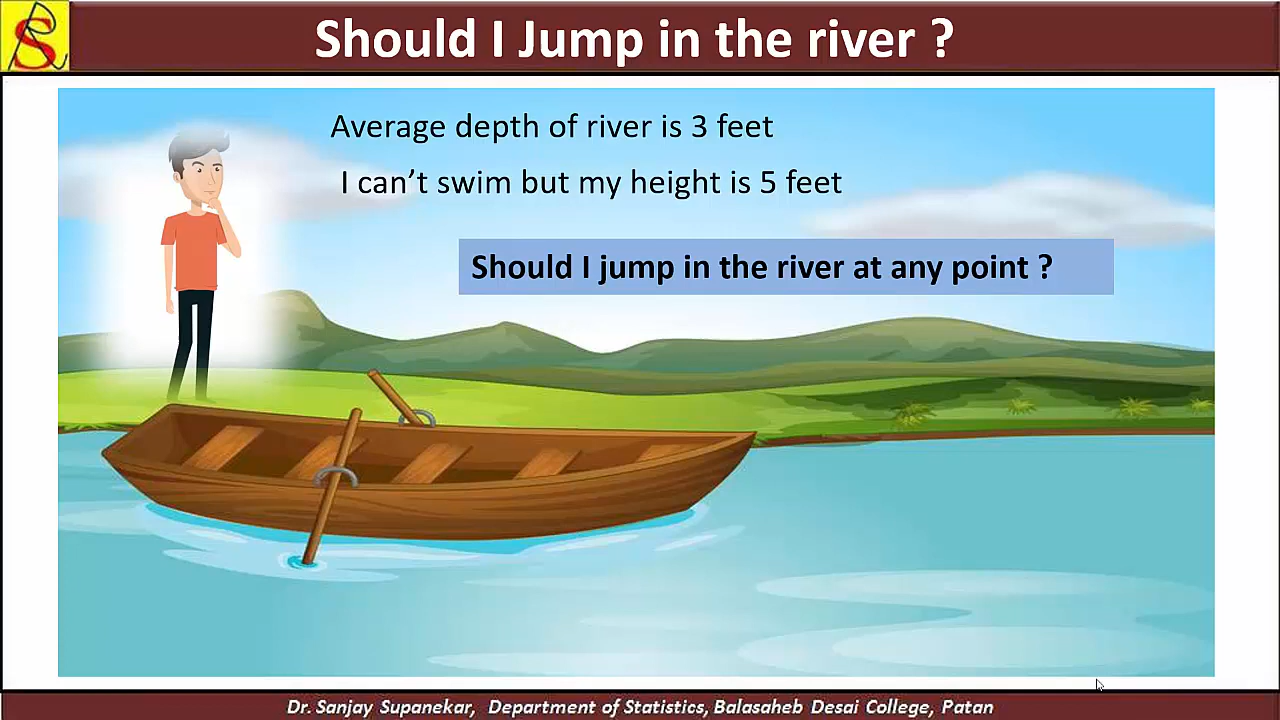 Should I Jump in the river ?
Average depth of river is 3 feet
I can’t swim but my height is 5 feet
Should I jump in the river at any point ?
Dr. Sanjay Supanekar, Department of Statistics, Balasaheb Desai College, Patan